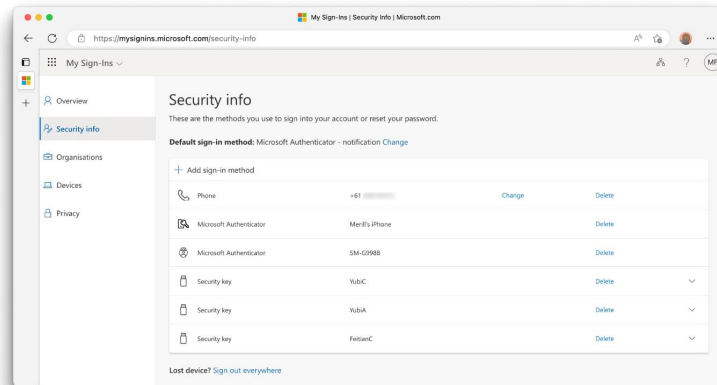 My Sign-Ins | Security Info | Microsoft.com
https://mysignins.microsoft.com/security-info
My Sign-Ins
?
MF
Overview
Security info
Organisations
Devices
Privacy
Security info
These are the methods you use to sign into your account or reset your password.
Default sign-in method: Microsoft Authenticator - notification Change
+ Add sign-in method
Phone +61 Change Delete
Microsoft Authenticator Merill's iPhone Delete
Microsoft Authenticator SM-G9988 Delete
Security key YubiC Delete
Security key YubiA Delete
Security key FeitianC Delete
Lost device? Sign out everywhere